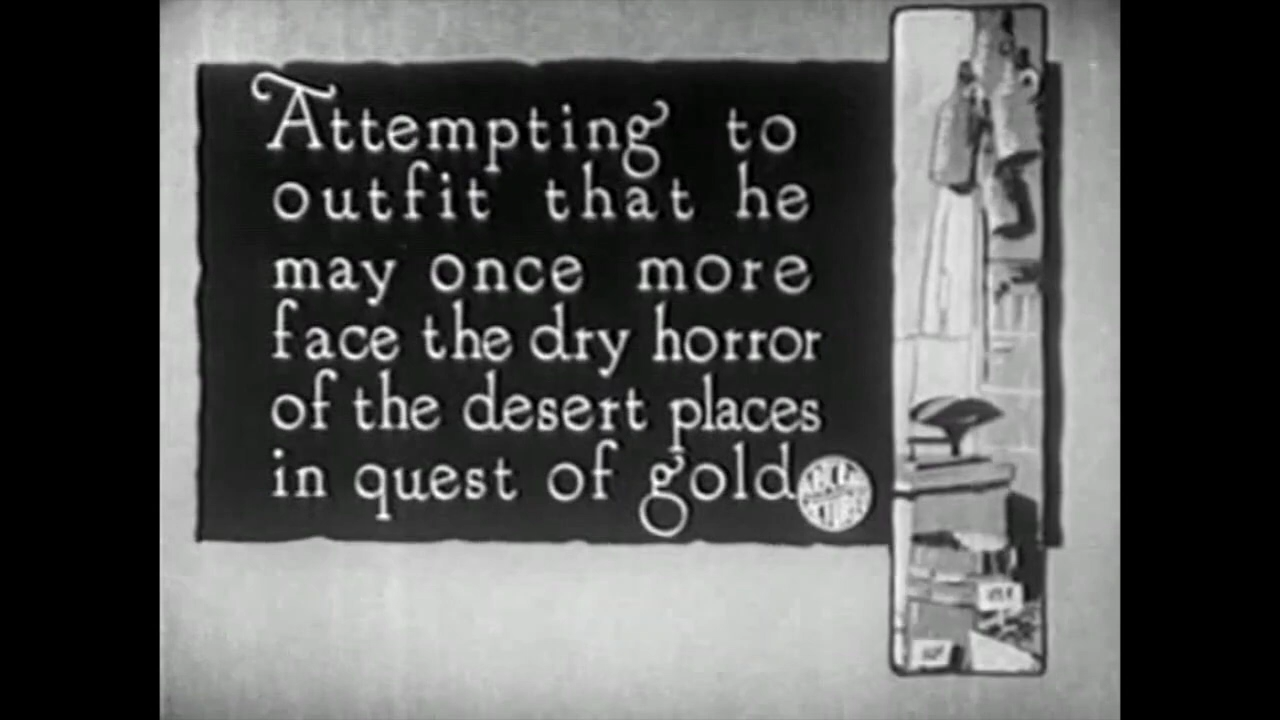 Attempting to
outfit that he
may once more
face the dry horror
of the desert places
in quest of gold